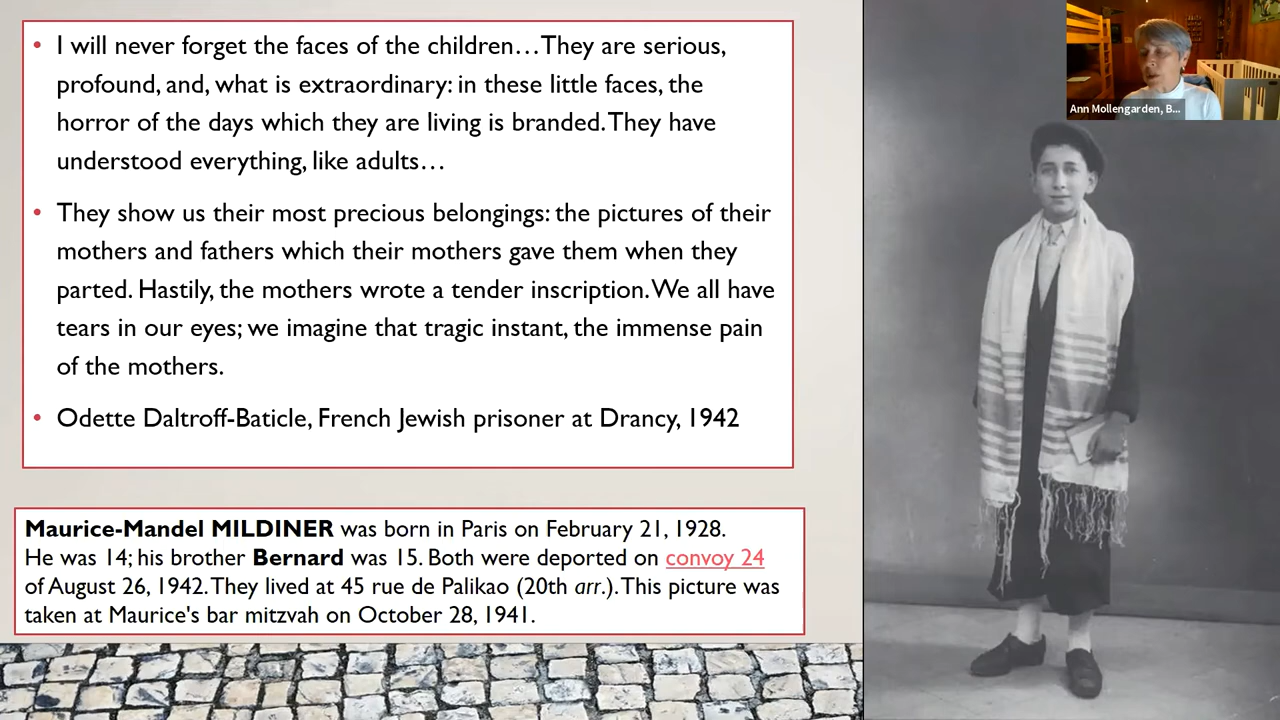 • I will never forget the faces of the children…They are serious,
profound, and, what is extraordinary: in these little faces, the
horror of the days which they are living is branded. They have
understood everything, like adults…
• They show us their most precious belongings: the pictures of their
mothers and fathers which their mothers gave them when they
parted. Hastily, the mothers wrote a tender inscription. We all have
tears in our eyes; we imagine that tragic instant, the immense pain
of the mothers.
• Odette Daltroff-Baticle, French Jewish prisoner at Drancy, 1942
Maurice-Mandel MILDINER was born in Paris on February 21, 1928.
He was 14; his brother Bernard was 15. Both were deported on convoy 24
of August 26, 1942. They lived at 45 rue de Palikao (20th arr.). This picture was
taken at Maurice's bar mitzvah on October 28, 1941.
Ann Mollengarden, B...